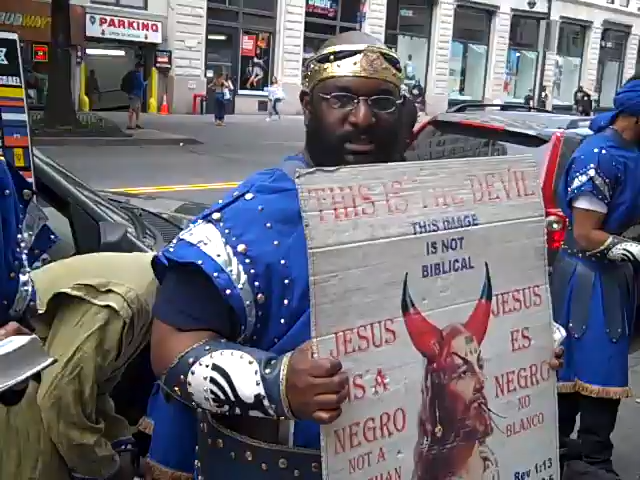 PARKING
THIS IS THE DEVIL
THIS IMAGE
IS NOT
BIBLICAL
JESUS
IS A
NEGRO
NOT A
JESUS
ES
NEGRO
NO
BLANCO
Rev 1:13